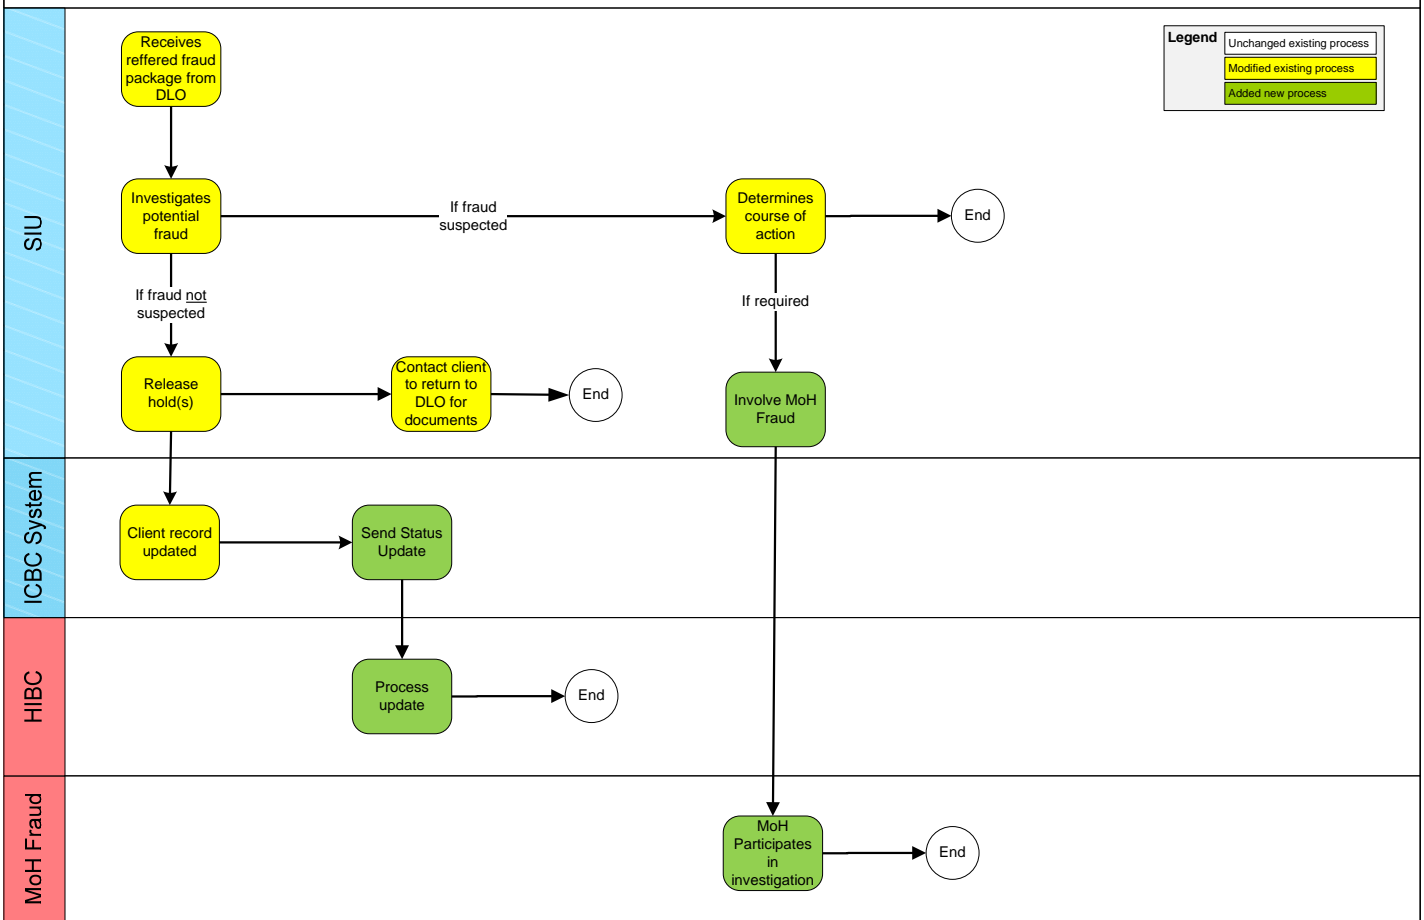 Receives
reffered fraud
package from
DLO
Legend
Unchanged existing process
Modified existing process
Added new process
SIU
Investigates
potential
fraud
If fraud
suspected
Determines
course of
action
End
If fraud not
suspected
If required
Release
hold(s)
Contact client
to return to
DLO for
documents
End
Involve MoH
Fraud
ICBC System
Client record
updated
Send Status
Update
HIBC
Process
update
End
MoH Fraud
MoH
Participates
in
investigation
End